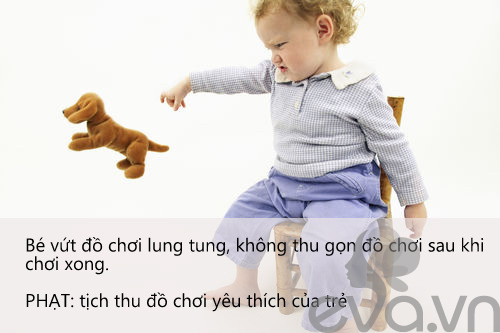 Bé vứt đồ chơi lung tung, không thu gọn đồ chơi sau khi
chơi xong.
PHẠT: tịch thu đồ chơi yêu thích của trẻ
eva.vn